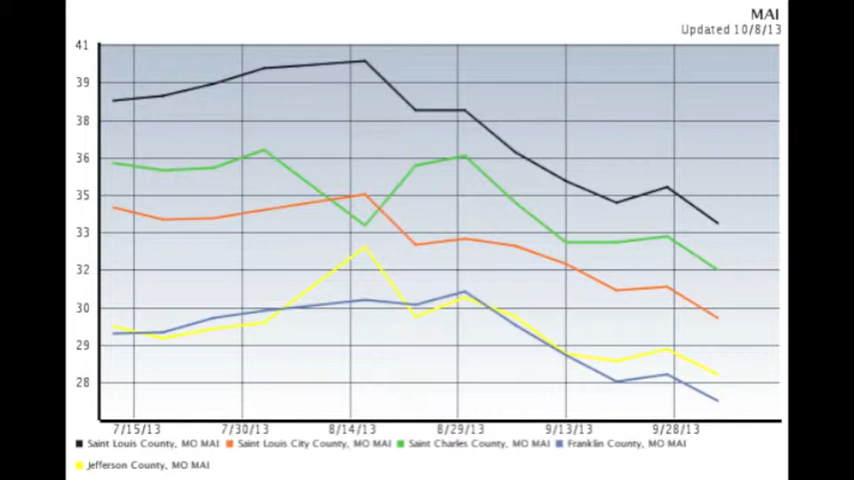 MAI
Updated 10/8/13
41
39
38
36
35
33
32
30
29
28
7/15/13 7/30/13 8/14/13 8/29/13 9/13/13 9/28/13
Saint Louis County, MO MAI Saint Louis City County, MO MAI Saint Charles County, MO MAI Franklin County, MO MAI
Jefferson County, MO MAI